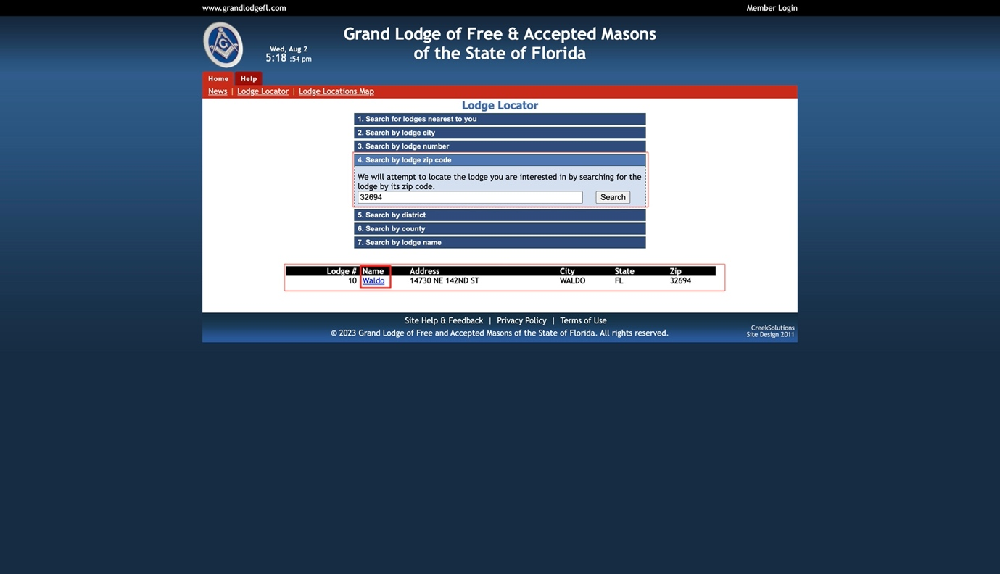 www.grandlodgefl.com Member Login
Grand Lodge of Free & Accepted Masons
of the State of Florida
G
Wed, Aug 2
5:18 :54 pm
Home Help
News | Lodge Locator | Lodge Locations Map
Lodge Locator
1. Search for lodges nearest to you
2. Search by lodge city
3. Search by lodge number
4. Search by lodge zip code
We will attempt to locate the lodge you are interested in by searching for the
lodge by its zip code.
32694 Search
5. Search by district
6. Search by county
7. Search by lodge name
Lodge # Name Address City State Zip
10 Waldo 14730 NE 142ND ST WALDO FL 32694
Site Help & Feedback | Privacy Policy | Terms of Use
© 2023 Grand Lodge of Free and Accepted Masons of the State of Florida. All rights reserved.
CreekSolutions
Site Design 2011